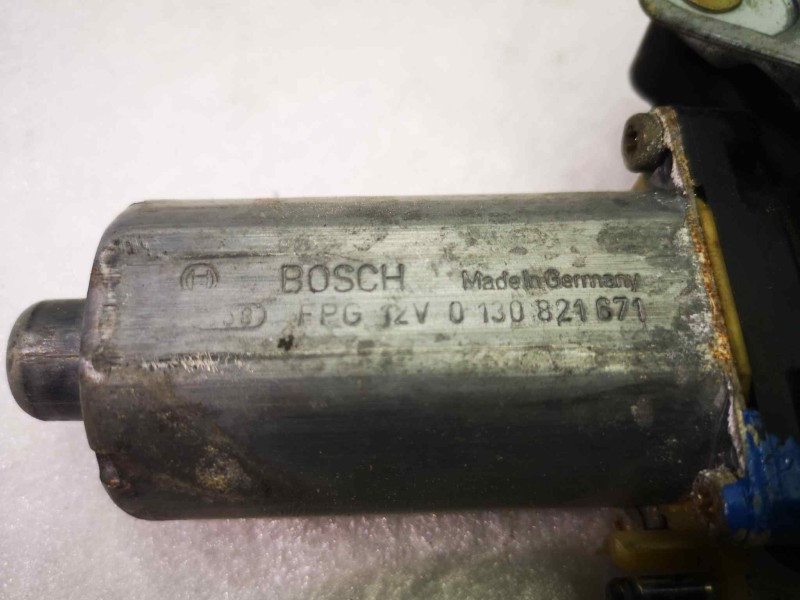 BOSCH Made in Germany
FPG 12V 0 130 821 671